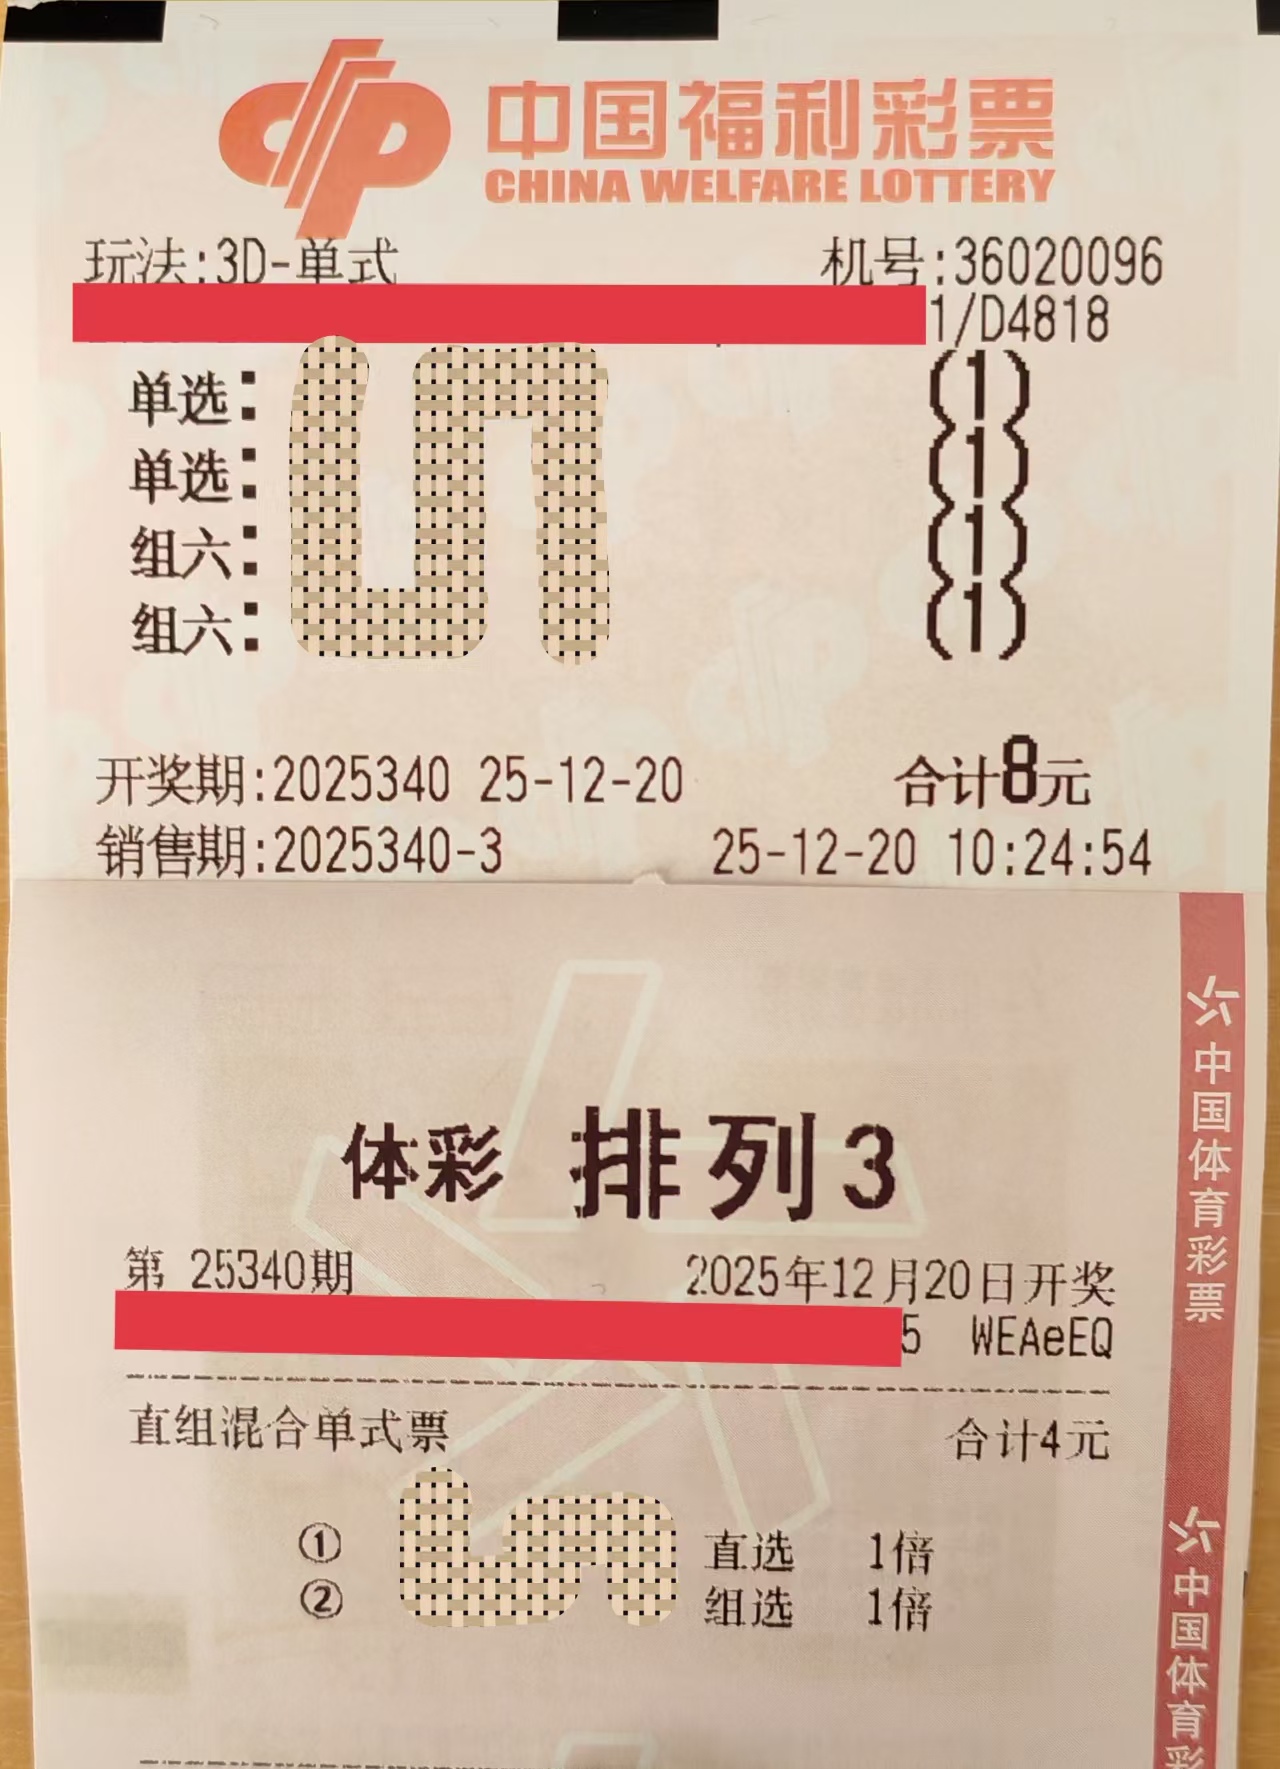 中国福利彩票
CHINA WELFARE LOTTERY
玩法:3D-单式 机号:36020096
1/D4818
单选: (1)
单选: (1)
组六: (1)
组六: (1)
开奖期:2025340 25-12-20 合计8元
销售期:2025340-3 25-12-20 10:24:54
体彩 排列3
第 25340期 2025年12月20日开奖
5 WEAeEQ
直组混合单式票 合计4元
① 直选 1倍
② 组选 1倍
中国体育彩票
中国体育彩